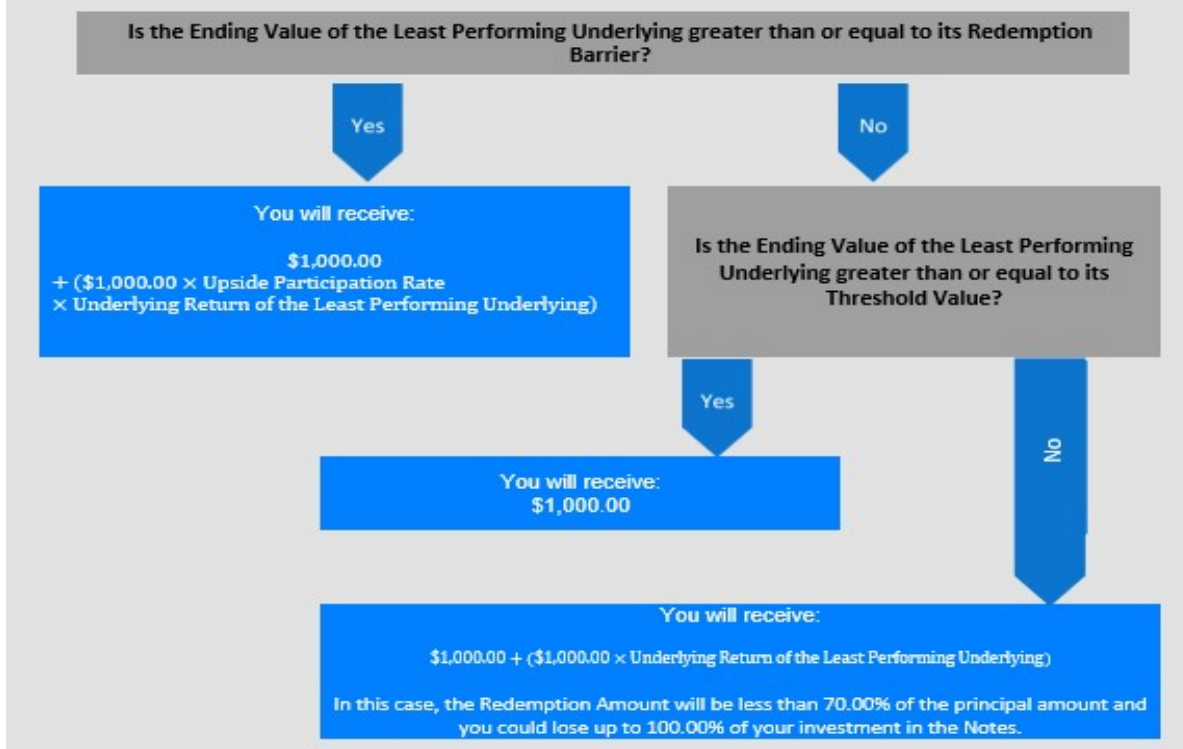 Is the Ending Value of the Least Performing Underlying greater than or equal to its Redemption
Barrier?
Yes
No
You will receive:
$1,000.00
+ ($1,000.00 × Upside Participation Rate
× Underlying Return of the Least Performing Underlying)
Is the Ending Value of the Least Performing
Underlying greater than or equal to its
Threshold Value?
Yes
No
You will receive:
$1,000.00
You will receive:
$1,000.00 + ($1,000.00 × Underlying Return of the Least Performing Underlying)
In this case, the Redemption Amount will be less than 70.00% of the principal amount and
you could lose up to 100.00% of your investment in the Notes.